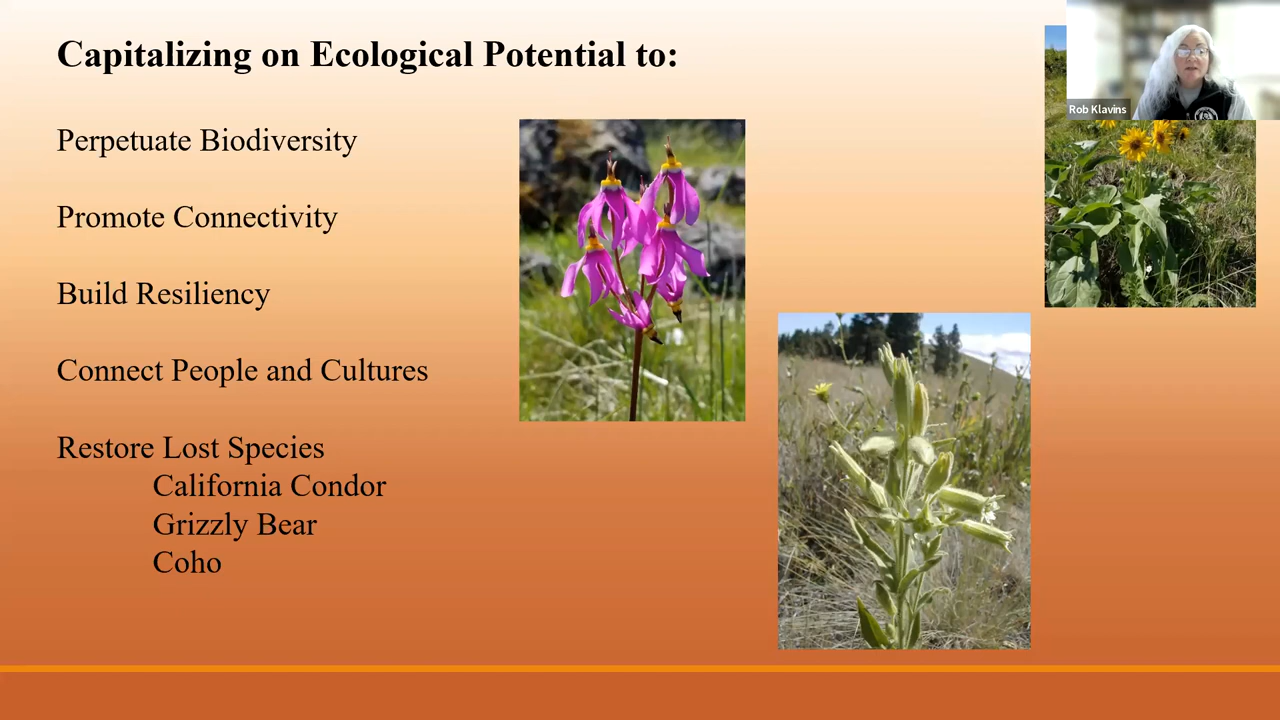 Capitalizing on Ecological Potential to:
Perpetuate Biodiversity
Promote Connectivity
Build Resiliency
Connect People and Cultures
Restore Lost Species
California Condor
Grizzly Bear
Coho
Rob Klavins